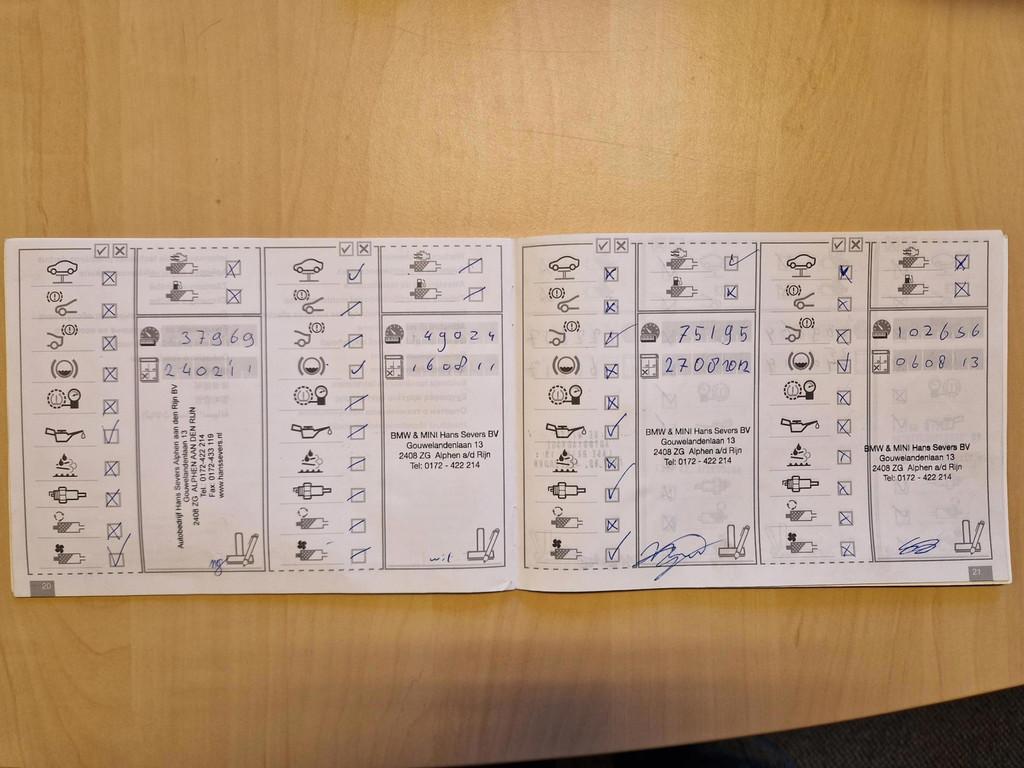 37969
240211
Autobedrijf Hans Severs Alphen aan den Rijn BV
Gouwelandenlaan 13
2408 ZG ALPHEN AAN DEN RIJN
Tel: 0172-422 214
Fax: 0172-433 119
www.hanssevers.nl
20
49024
160811
BMW & MINI Hans Severs BV
Gouwelandenlaan 13
2408 ZG Alphen a/d Rijn
Tel: 0172 - 422 214
wil
75195
27082012
BMW & MINI Hans Severs BV
Gouwelandenlaan 13
2408 ZG Alphen a/d Rijn
Tel: 0172 - 422 214
102656
060813
BMW & MINI Hans Severs BV
Gouwelandenlaan 13
2408 ZG Alphen a/d Rijn
Tel: 0172 - 422 214
21